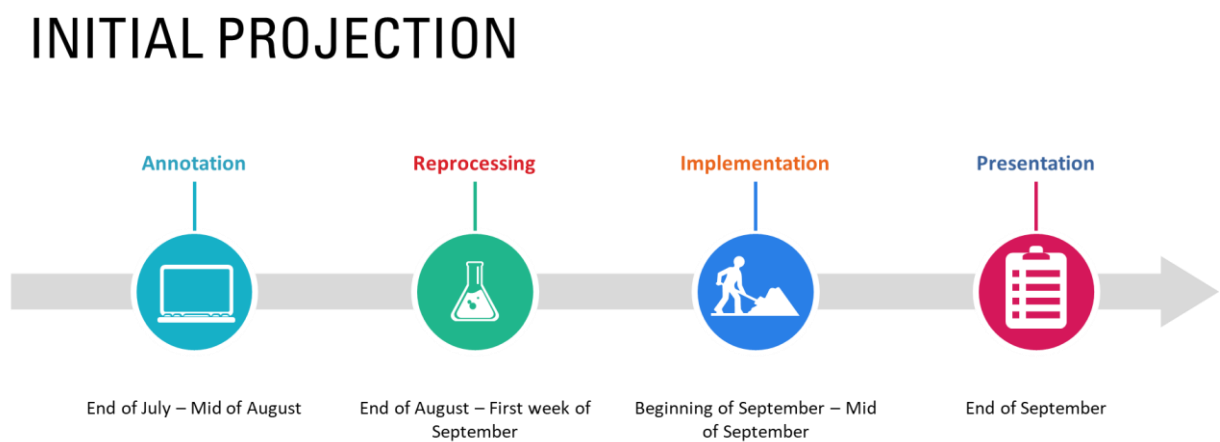 INITIAL PROJECTION
Annotation
Reprocessing
Implementation
Presentation
End of July – Mid of August
End of August – First week of
September
Beginning of September – Mid
of September
End of September